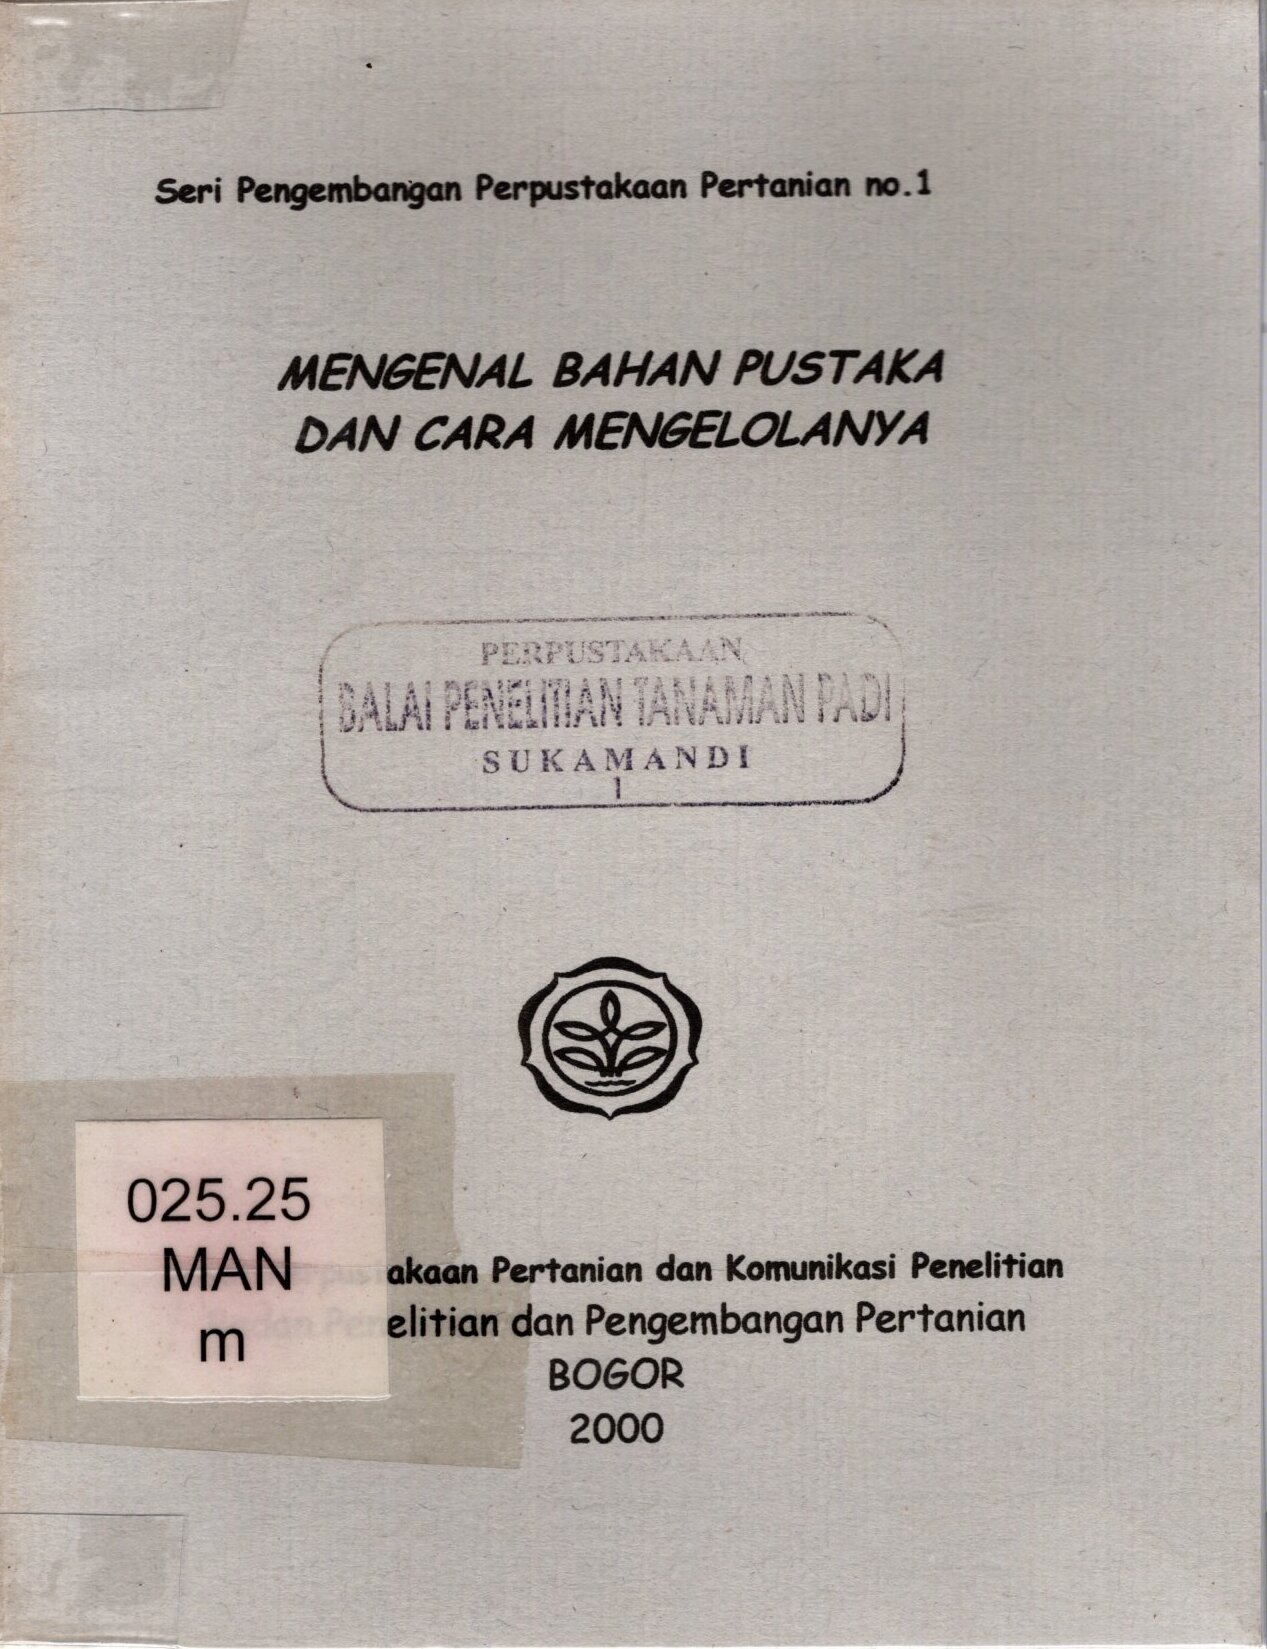 Seri Pengembangan Perpustakaan Pertanian no.1
MENGENAL BAHAN PUSTAKA
DAN CARA MENGELOLANYA
PERPUSTAKAAN
BALAI PENELITIAN TANAMAN PADI
SUKAMANDI
1
025.25
MAN
m
akaan Pertanian dan Komunikasi Penelitian
elitian dan Pengembangan Pertanian
BOGOR
2000